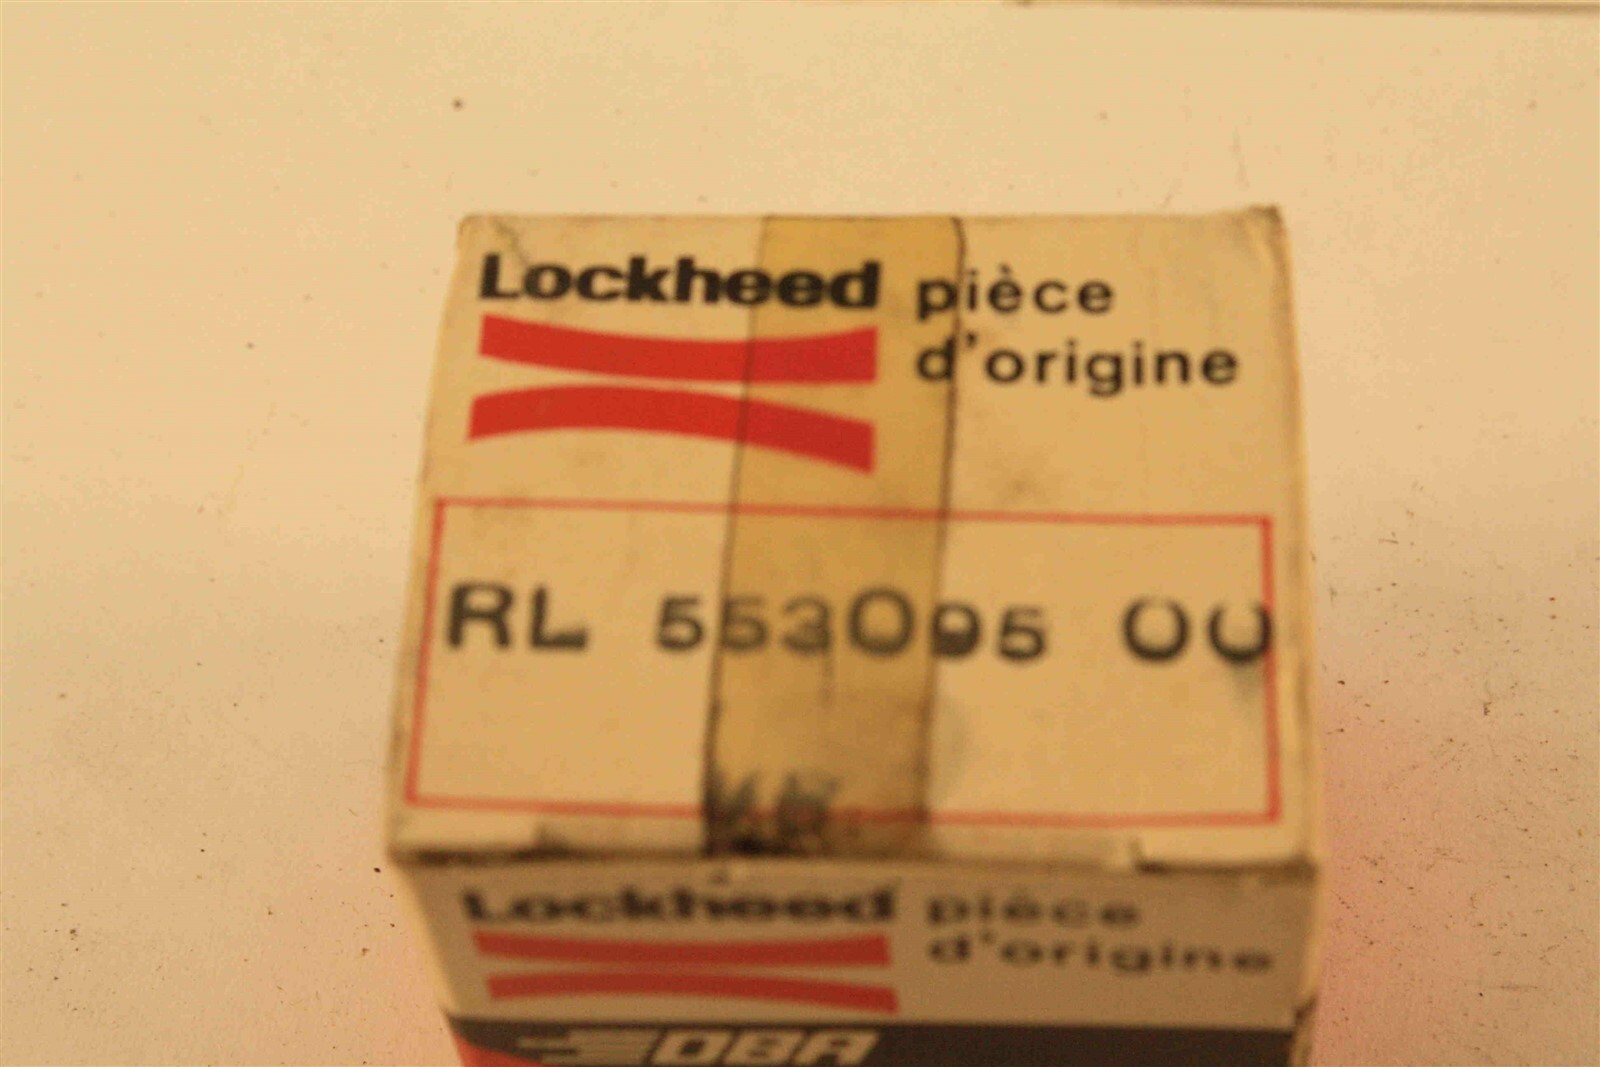 Lockheed pièce
d'origine
RL 553095 00
Lockheed pièce
d'origine
DBA